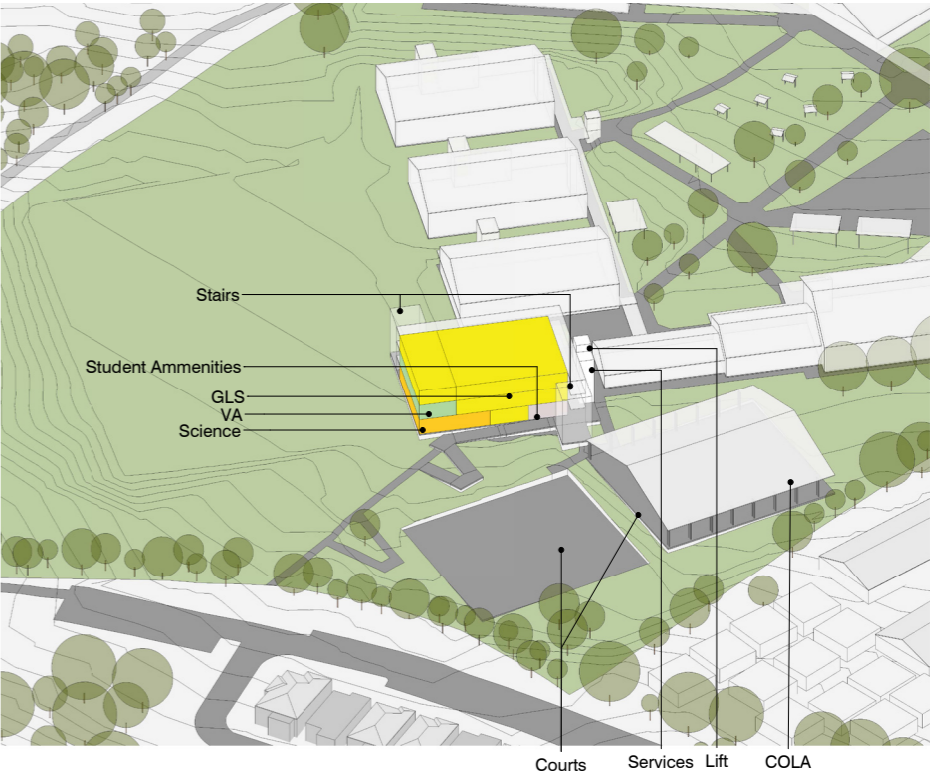 Stairs
Student Ammenities
GLS
VA
Science
Courts
Services
Lift
COLA